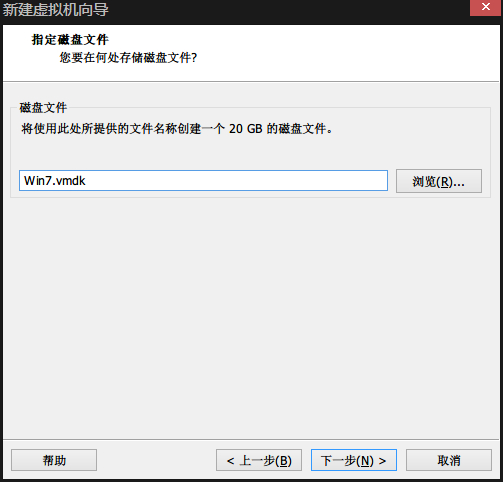 新建虚拟机向导
指定磁盘文件
您要在何处存储磁盘文件?
磁盘文件
将使用此处所提供的文件名称创建一个 20 GB 的磁盘文件。
Win7.vmdk
浏览(R)...
帮助
< 上一步(B)
下一步(N) >
取消